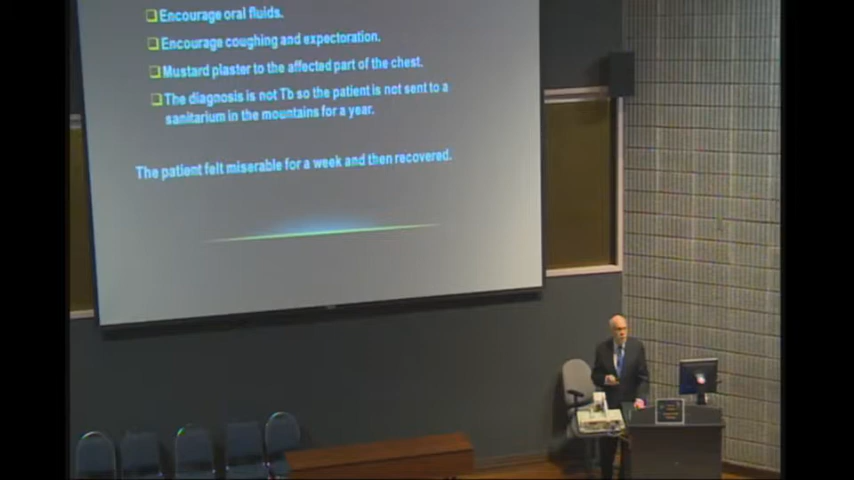 Encourage oral fluids.
Encourage coughing and expectoration.
Mustard plaster to the affected part of the chest.
The diagnosis is not Tb so the patient is not sent to a
sanitarium in the mountains for a year.
The patient felt miserable for a week and then recovered.